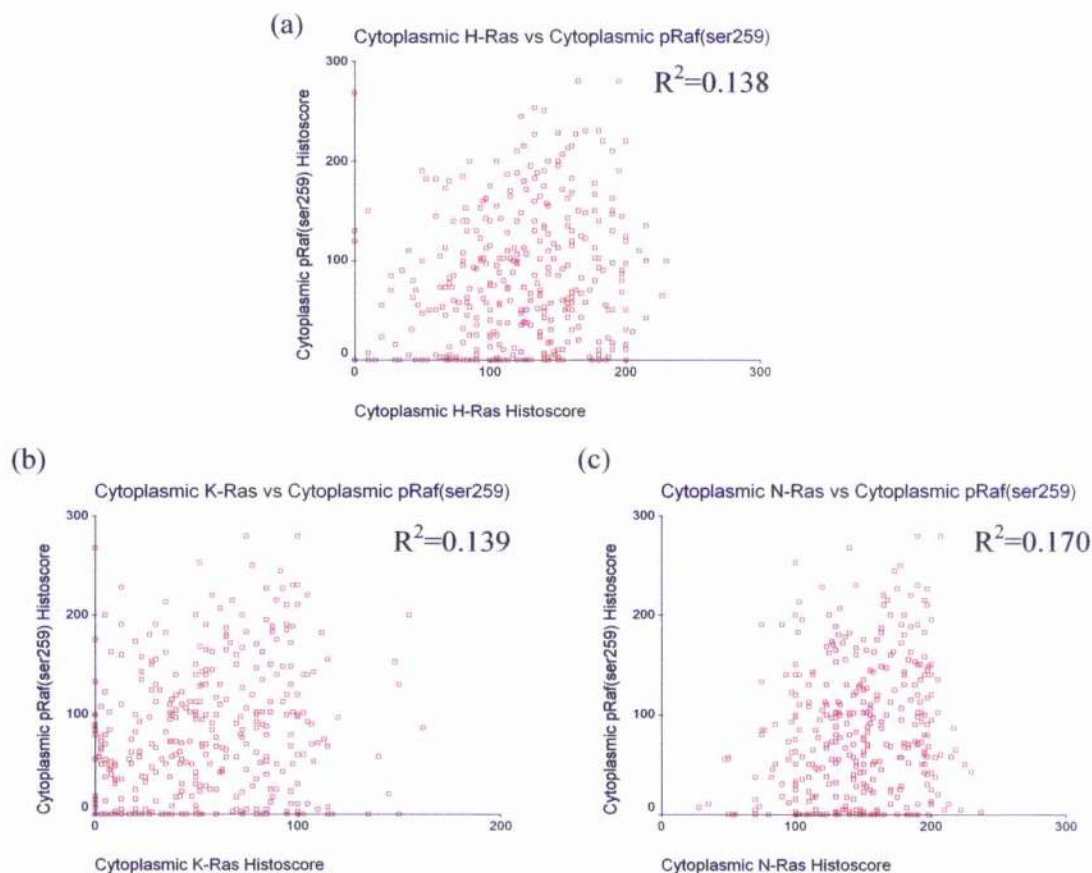 (a)
Cytoplasmic H-Ras vs Cytoplasmic pRaf(ser259)
R²=0.138
Cytoplasmic pRaf(ser259) Histoscore
300
200
100
0
0 100 200 300
Cytoplasmic H-Ras Histoscore
(b)
Cytoplasmic K-Ras vs Cytoplasmic pRaf(ser259)
R²=0.139
Cytoplasmic pRaf(ser259) Histoscore
300
200
100
0
0 100 200
Cytoplasmic K-Ras Histoscore
(c)
Cytoplasmic N-Ras vs Cytoplasmic pRaf(ser259)
R²=0.170
Cytoplasmic pRaf(ser259) Histoscore
300
200
100
0
0 100 200 300
Cytoplasmic N-Ras Histoscore